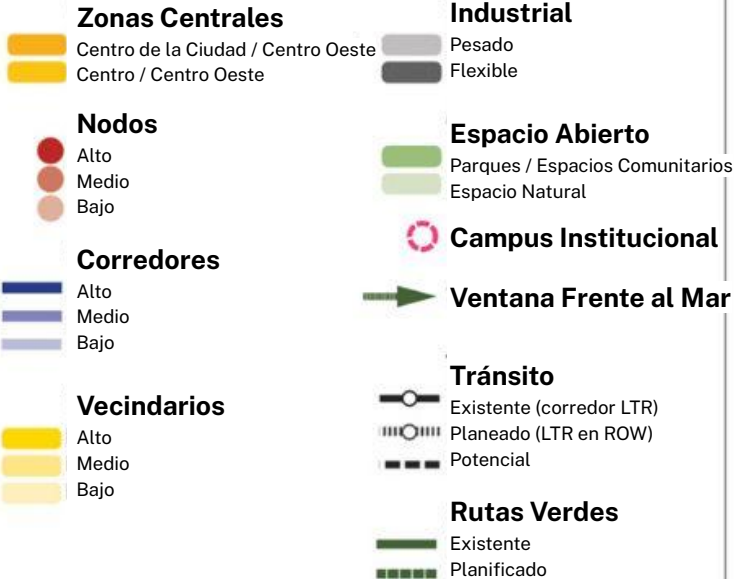 Zonas Centrales
Centro de la Ciudad / Centro Oeste
Centro / Centro Oeste
Nodos
Alto
Medio
Bajo
Corredores
Alto
Medio
Bajo
Vecindarios
Alto
Medio
Bajo
Industrial
Pesado
Flexible
Espacio Abierto
Parques / Espacios Comunitarios
Espacio Natural
Campus Institucional
Ventana Frente al Mar
Tránsito
Existente (corredor LTR)
Planeado (LTR en ROW)
Potencial
Rutas Verdes
Existente
Planificado